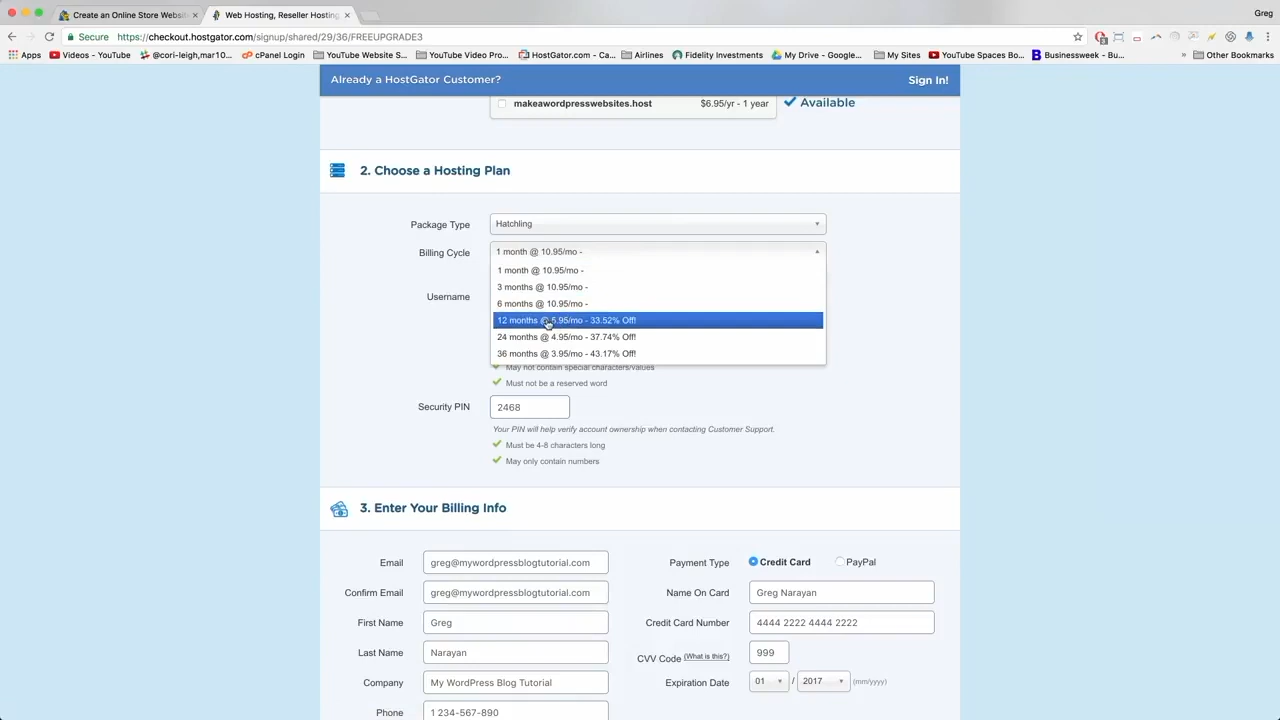 Create an Online Store Websit
Web Hosting, Reseller Hosting
Greg
Secure https://checkout.hostgator.com/signup/shared/29/36/FREEUPGRADE3
Apps Videos - YouTube @cori-leigh,mar10... cPanel Login YouTube Website S... YouTube Video Pro... HostGator.com - Ca... Airlines Fidelity Investments My Drive - Google... My Sites YouTube Spaces Bo... Businessweek - Bu... » Other Bookmarks
Already a HostGator Customer? Sign In!
makeawordpresswebsites.host $6.95/yr - 1 year Available
2. Choose a Hosting Plan
Package Type Hatchling
Billing Cycle 1 month @ 10.95/mo -
1 month @ 10.95/mo -
3 months @ 10.95/mo -
Username
6 months @ 10.95/mo -
12 months @ 5.95/mo - 33.52% Off!
24 months @ 4.95/mo - 37.74% Off!
36 months @ 3.95/mo - 43.17% Off!
May not contain special characters/values
Must not be a reserved word
Security PIN 2468
Your PIN will help verify account ownership when contacting Customer Support.
Must be 4-8 characters long
May only contain numbers
3. Enter Your Billing Info
Email greg@mywordpressblogtutorial.com Payment Type Credit Card PayPal
Confirm Email greg@mywordpressblogtutorial.com Name On Card Greg Narayan
First Name Greg Credit Card Number 4444 2222 4444 2222
Last Name Narayan CVV Code (What is this?) 999
Company My WordPress Blog Tutorial Expiration Date 01 / 2017 (mm/yyyy)
Phone 1 234-567-890